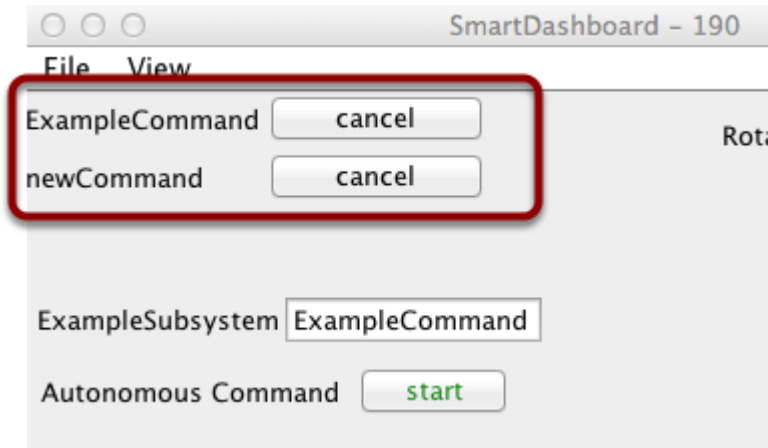 SmartDashboard – 190
File View
ExampleCommand cancel
newCommand cancel
ExampleSubsystem ExampleCommand
Autonomous Command start